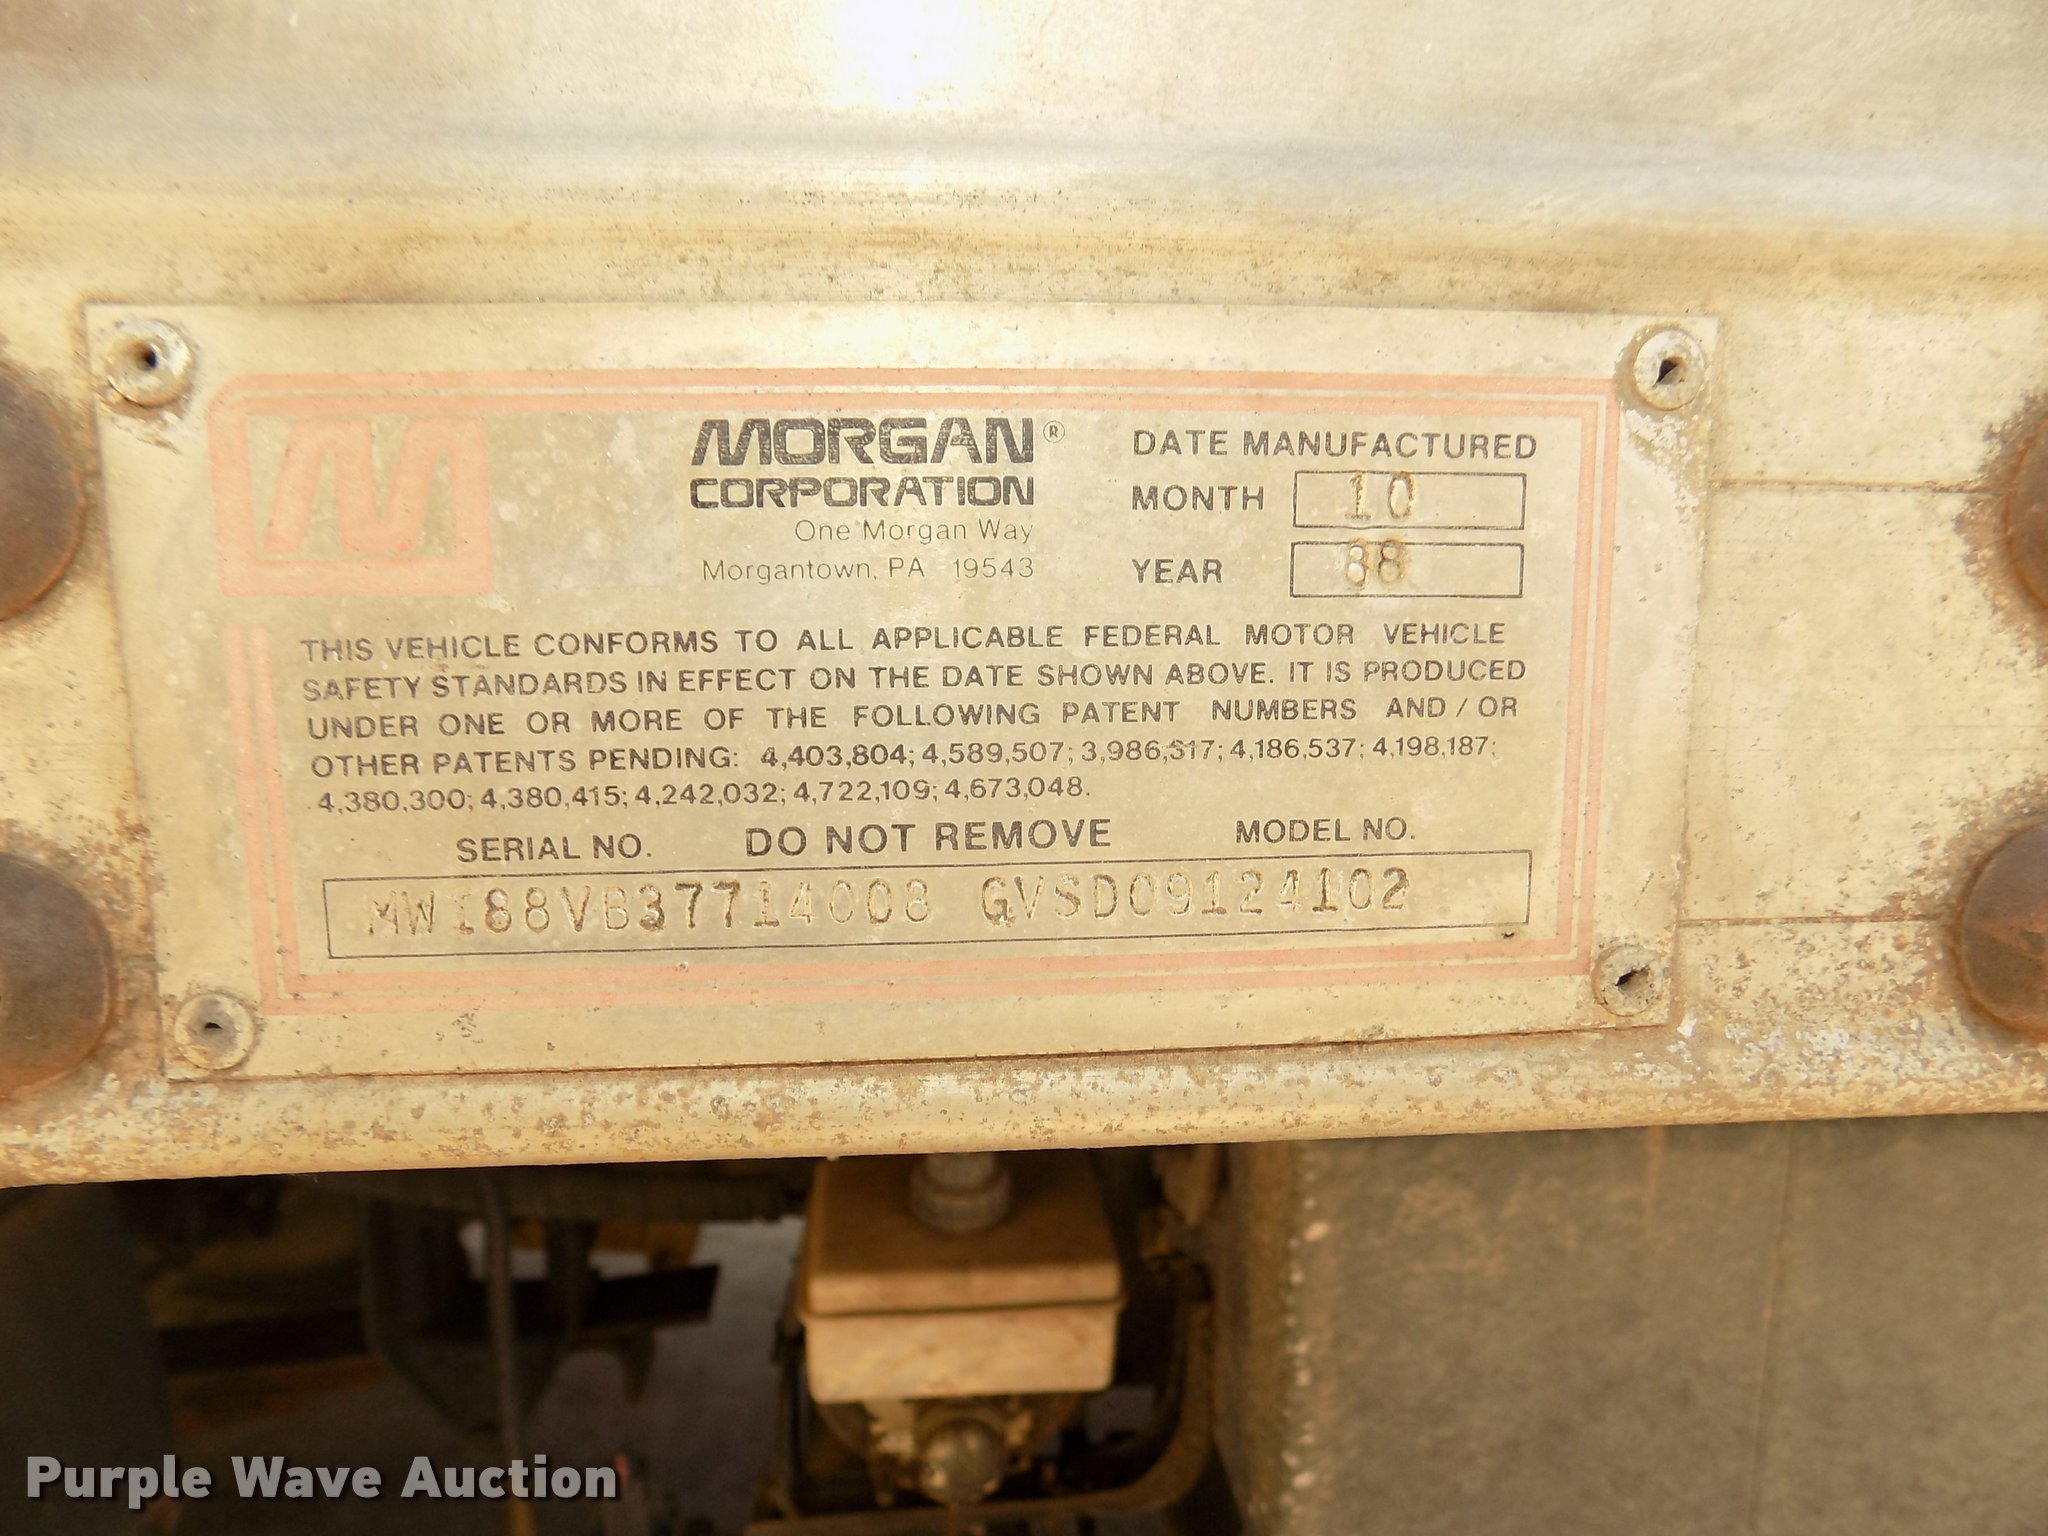 M
MORGAN®
CORPORATION
One Morgan Way
Morgantown, PA 19543
DATE MANUFACTURED
MONTH 10
YEAR 88
THIS VEHICLE CONFORMS TO ALL APPLICABLE FEDERAL MOTOR VEHICLE
SAFETY STANDARDS IN EFFECT ON THE DATE SHOWN ABOVE. IT IS PRODUCED
UNDER ONE OR MORE OF THE FOLLOWING PATENT NUMBERS AND/OR
OTHER PATENTS PENDING: 4,403,804; 4,589,507; 3,986,317; 4,186,537; 4,198,187;
4,380,300; 4,380,415; 4,242,032; 4,722,109; 4,673,048.
SERIAL NO. DO NOT REMOVE MODEL NO.
MWI88VB37714008 GVSD09124102
Purple Wave Auction